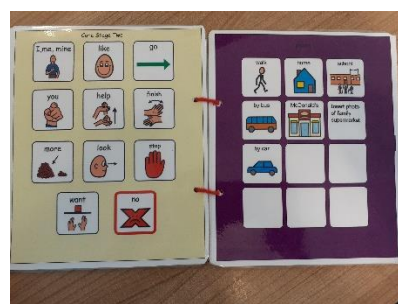 Core Stage Two
I, me, mine
like
go
you
help
finish
more
look
stop
want
no
walk
home
school
by bus
McDonald's
Insert photo
of family
supermarket
by car